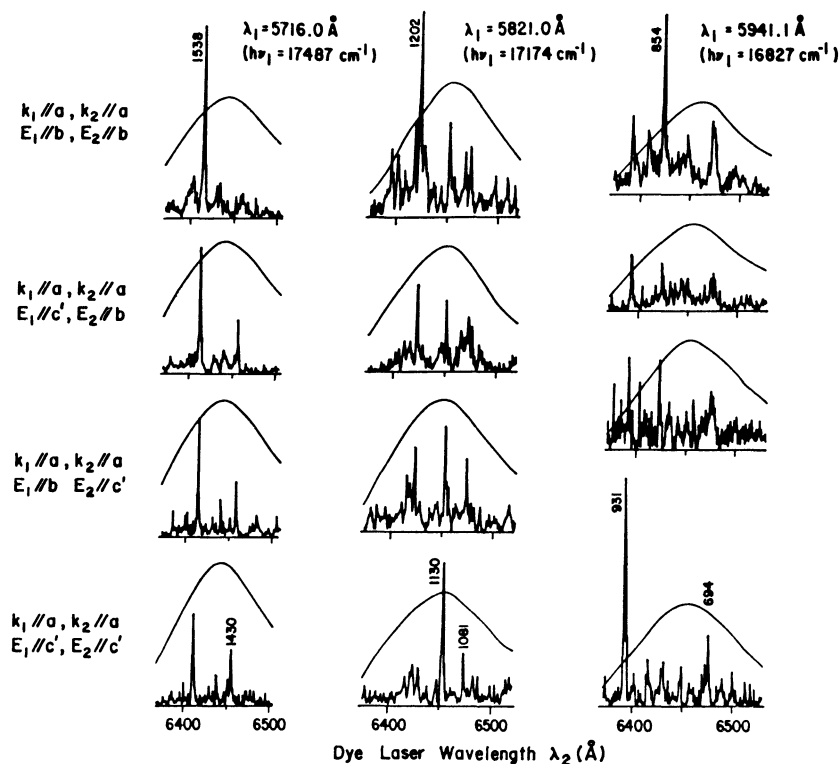 λ₁=5716.0 Å
(hν₁=17487 cm⁻¹)
λ₁=5821.0 Å
(hν₁=17174 cm⁻¹)
λ₁=5941.1 Å
(hν₁=16827 cm⁻¹)
1538
1202
854
k₁//a, k₂//a
E₁//b, E₂//b
k₁//a, k₂//a
E₁//c', E₂//b
k₁//a, k₂//a
E₁//b E₂//c'
k₁//a, k₂//a
E₁//c', E₂//c'
1430
1130
1081
931
694
6400 6500 6400 6500 6400 6500
Dye Laser Wavelength λ₂(Å)